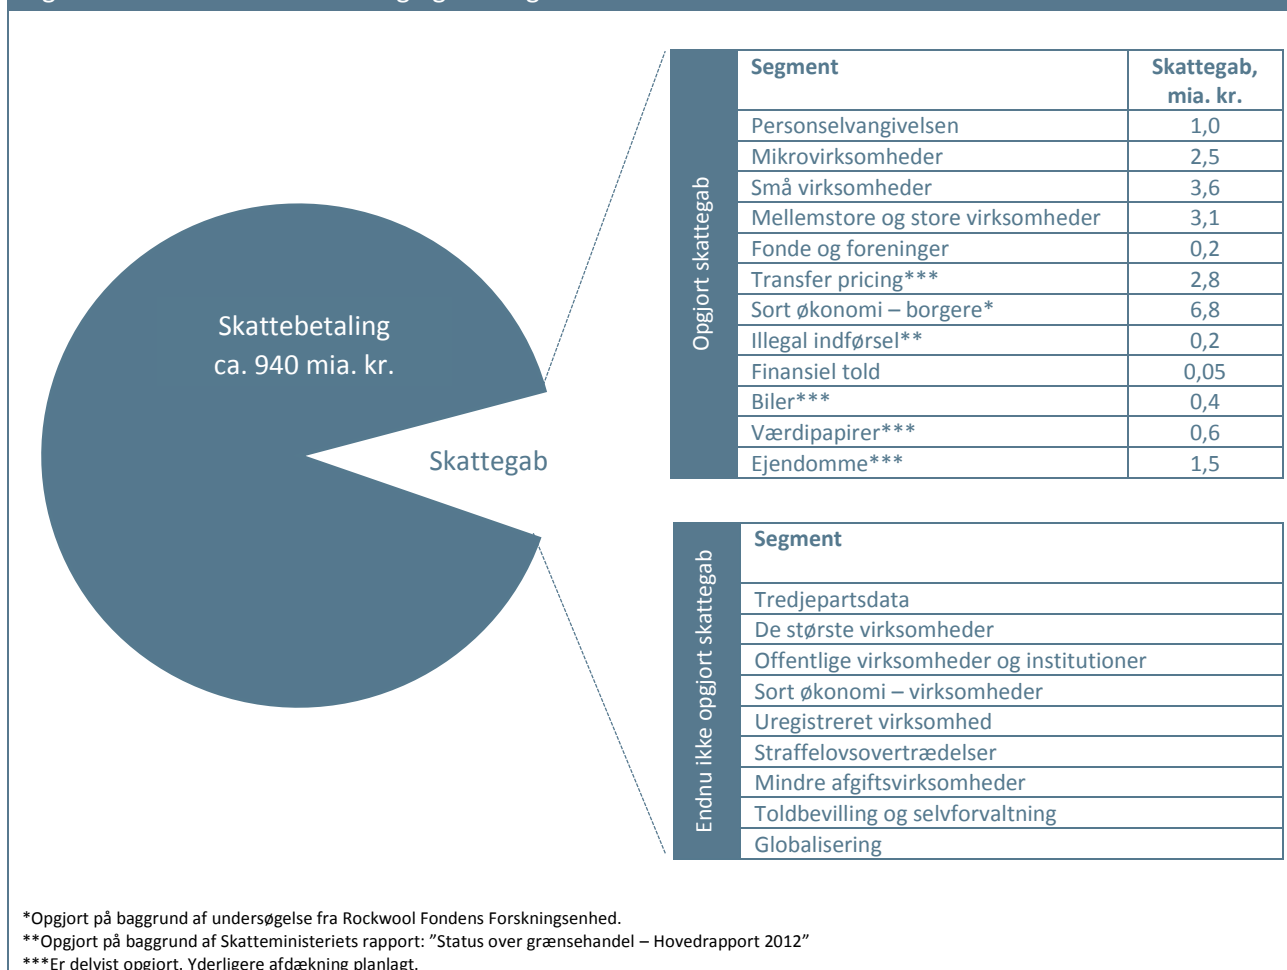 Skattebetaling
ca. 940 mia. kr.
Skattegab
Opgjort skattegab
Segment Skattegab,
mia. kr.
Personselvangivelsen 1,0
Mikrovirksomheder 2,5
Små virksomheder 3,6
Mellemstore og store virksomheder 3,1
Fonde og foreninger 0,2
Transfer pricing*** 2,8
Sort økonomi – borgere* 6,8
Illegal indførsel** 0,2
Finansiel told 0,05
Biler*** 0,4
Værdipapirer*** 0,6
Ejendomme*** 1,5
Endnu ikke opgjort skattegab
Segment
Tredjepartsdata
De største virksomheder
Offentlige virksomheder og institutioner
Sort økonomi – virksomheder
Uregistreret virksomhed
Straffelovsovertrædelser
Mindre afgiftsvirksomheder
Toldbevilling og selvforvaltning
Globalisering
*Opgjort på baggrund af undersøgelse fra Rockwool Fondens Forskningsenhed.
**Opgjort på baggrund af Skatteministeriets rapport: ”Status over grænsehandel – Hovedrapport 2012”
***Er delvist opgjort. Yderligere afdækning planlagt.